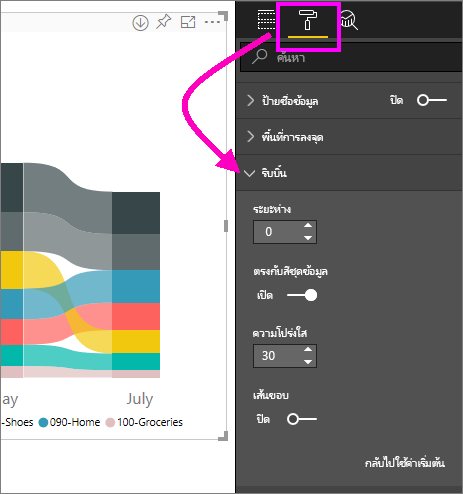 ค้นหา
ป้ายชื่อข้อมูล ปิด
พื้นที่การลงจุด
ริบบิ้น
ระยะห่าง
0
ตรงกับสีชุดข้อมูล
เปิด
ความโปร่งใส
30
เส้นขอบ
ปิด
กลับไปใช้ค่าเริ่มต้น
ay July
-Shoes 090-Home 100-Groceries